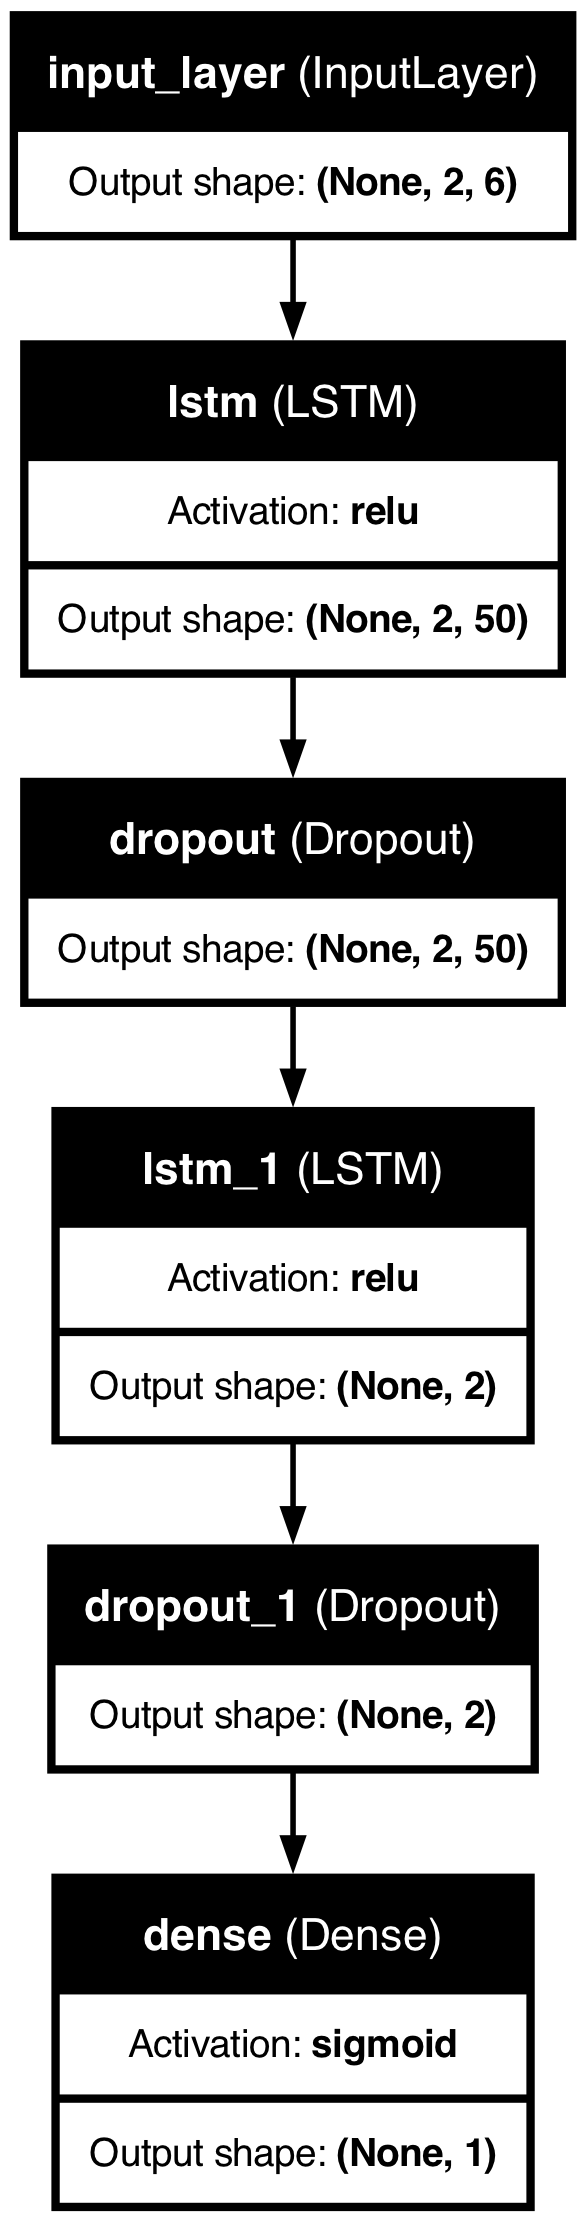 input_layer (InputLayer)
Output shape: (None, 2, 6)
lstm (LSTM)
Activation: relu
Output shape: (None, 2, 50)
dropout (Dropout)
Output shape: (None, 2, 50)
lstm_1 (LSTM)
Activation: relu
Output shape: (None, 2)
dropout_1 (Dropout)
Output shape: (None, 2)
dense (Dense)
Activation: sigmoid
Output shape: (None, 1)